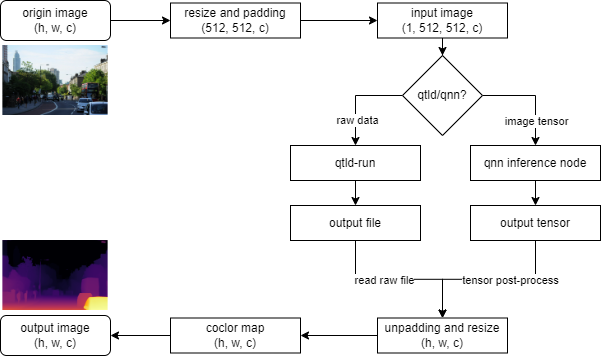 origin image
(h, w, c)
resize and padding
(512, 512, c)
input image
(1, 512, 512, c)
qtld/qnn?
raw data
image tensor
qtld-run
qnn inference node
output file
output tensor
read raw file
tensor post-process
output image
(h, w, c)
coclor map
(h, w, c)
unpadding and resize
(h, w, c)